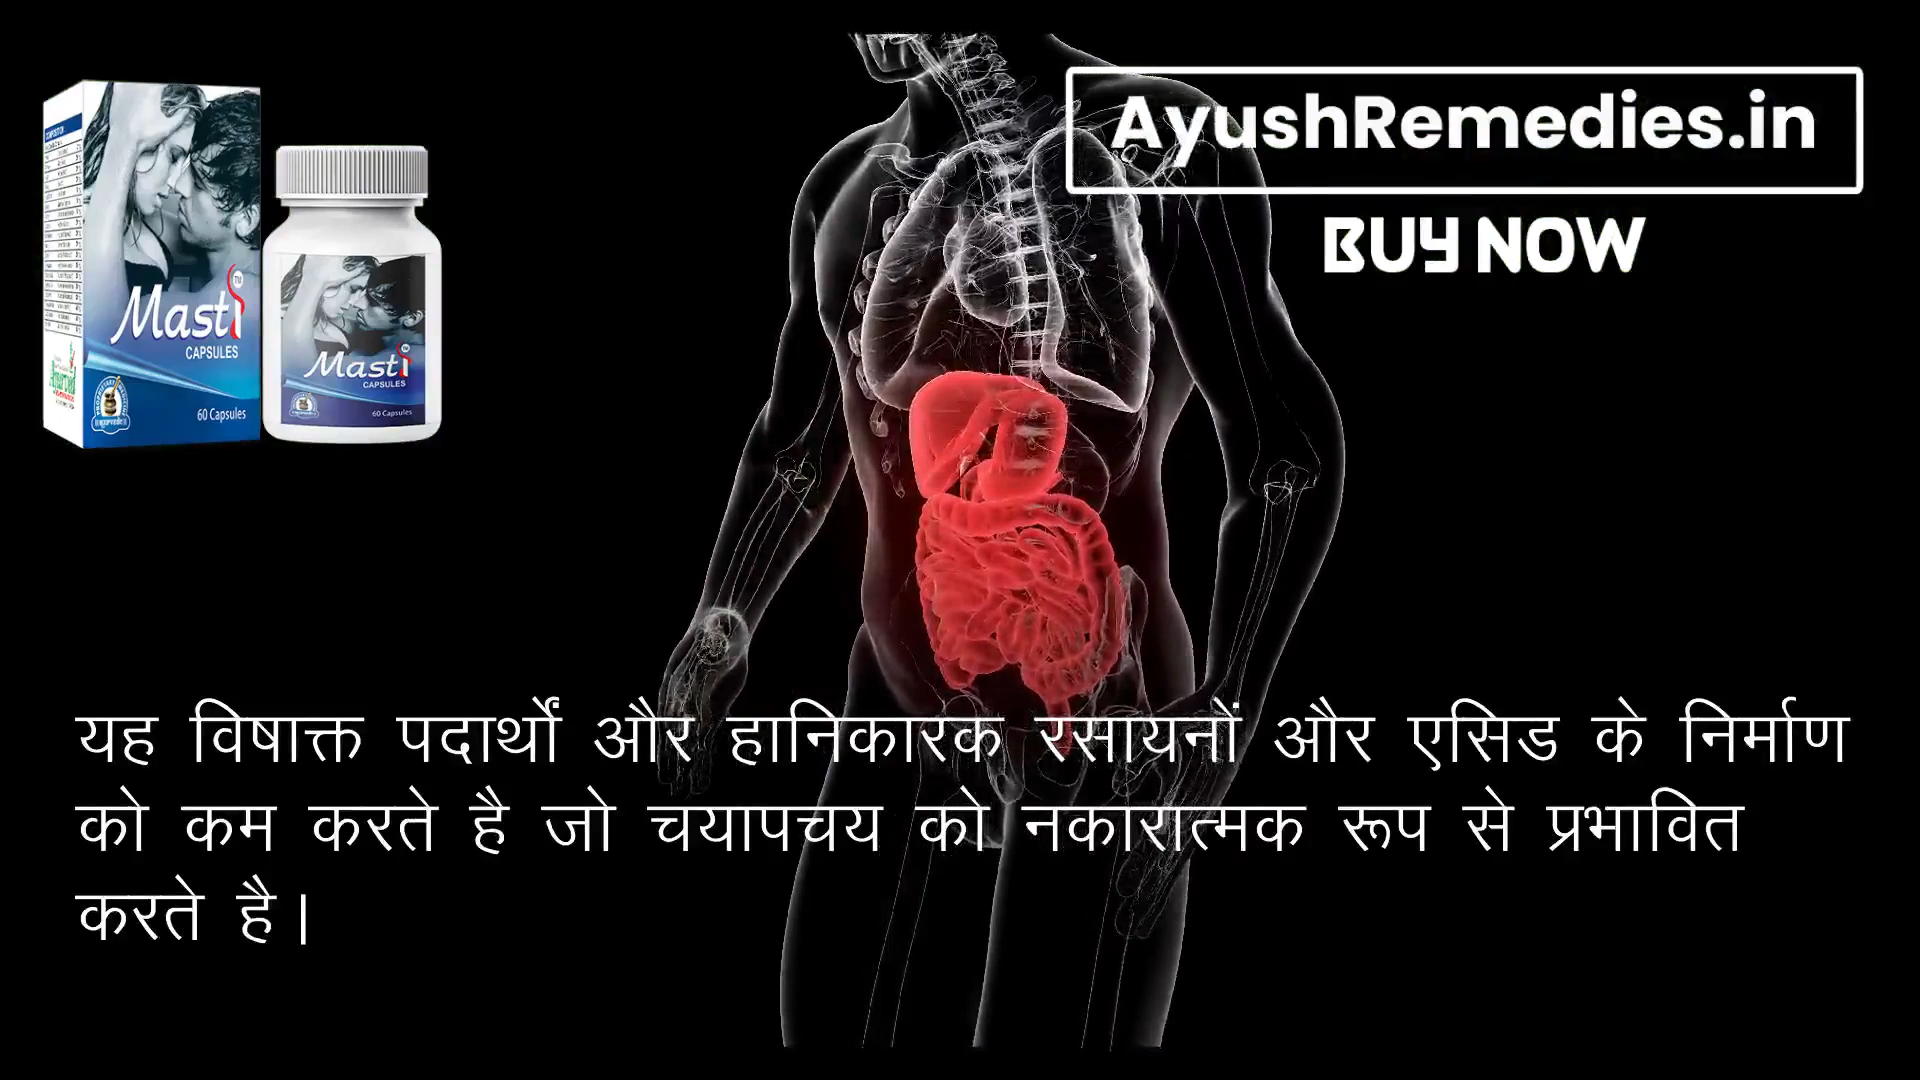 AyushRemedies.in
BUY NOW
Masti
TM
CAPSULES
60 Capsules
Masti
CAPSULES
60 Capsules
यह विषाक्त पदार्थों और हानिकारक रसायनों और एसिड के निर्माण
को कम करते है जो चयापचय को नकारात्मक रूप से प्रभावित
करते है।